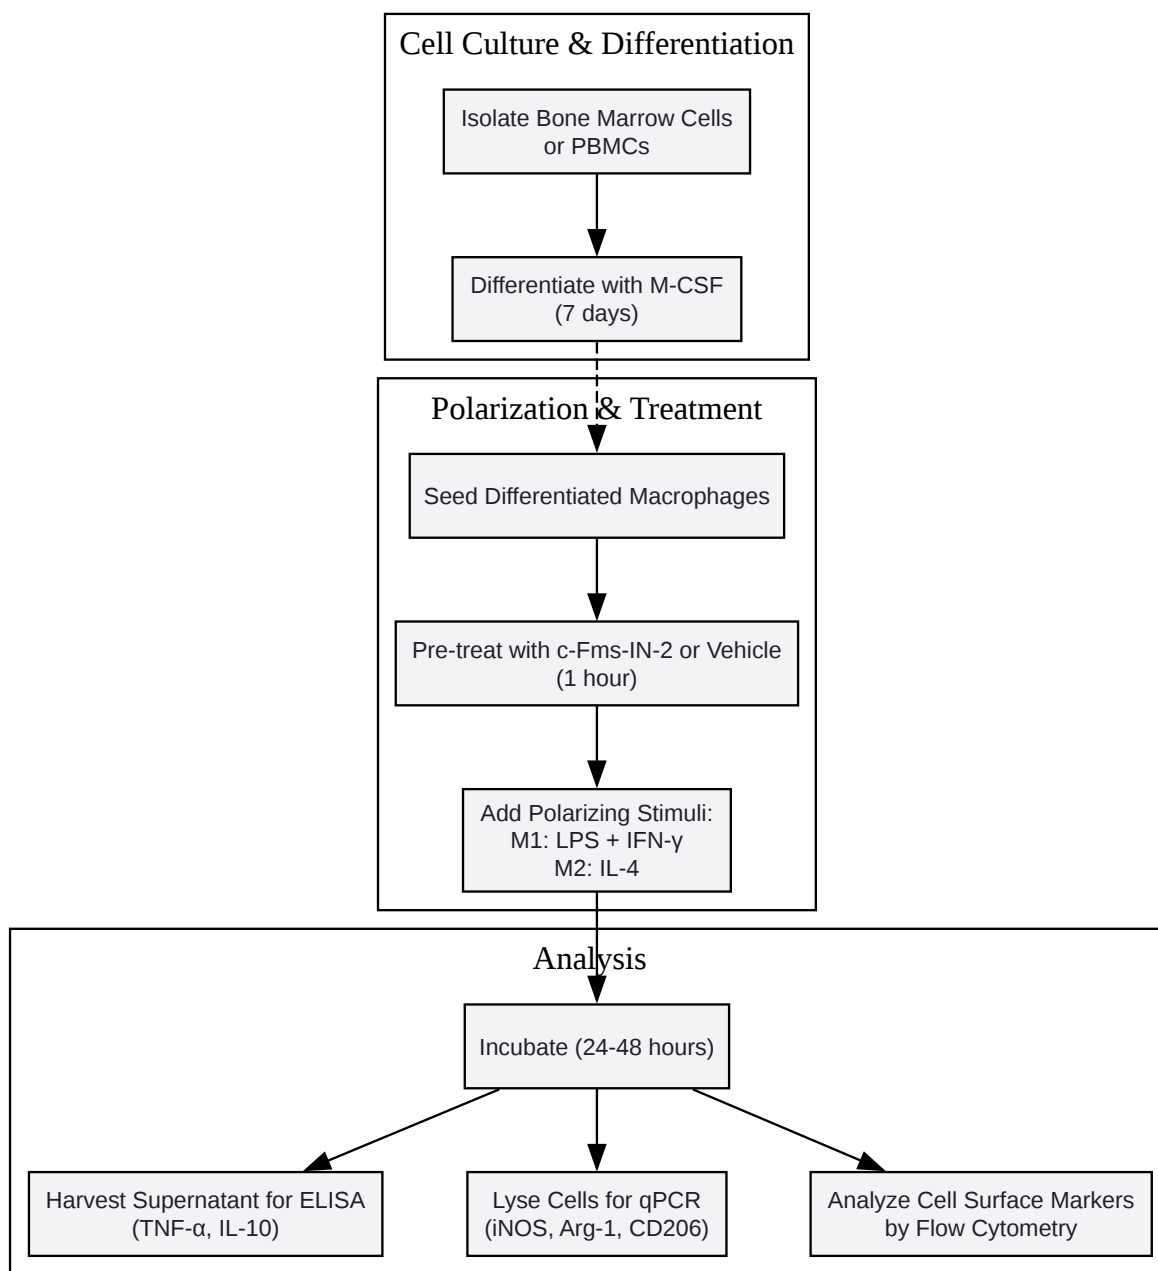 Cell Culture & Differentiation
Isolate Bone Marrow Cells
or PBMCs
Differentiate with M-CSF
(7 days)
Polarization & Treatment
Seed Differentiated Macrophages
Pre-treat with c-Fms-IN-2 or Vehicle
(1 hour)
Add Polarizing Stimuli:
M1: LPS + IFN-γ
M2: IL-4
Analysis
Incubate (24-48 hours)
Harvest Supernatant for ELISA
(TNF-α, IL-10)
Lyse Cells for qPCR
(iNOS, Arg-1, CD206)
Analyze Cell Surface Markers
by Flow Cytometry